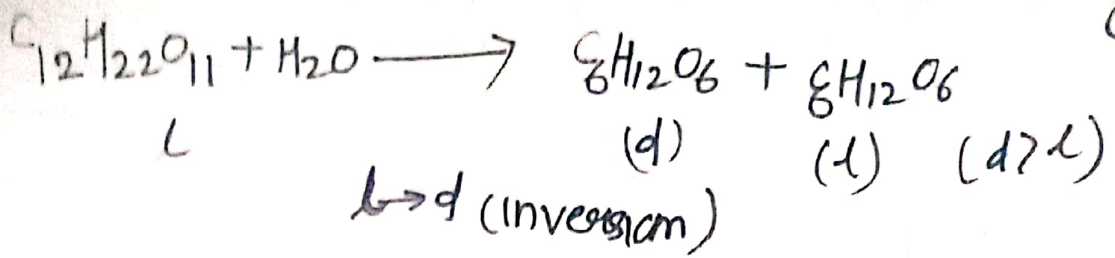 C12H22O11 + H2O ⟶ C6H12O6 + C6H12O6
l (d) (l) (d>l)
l→d (inversion)